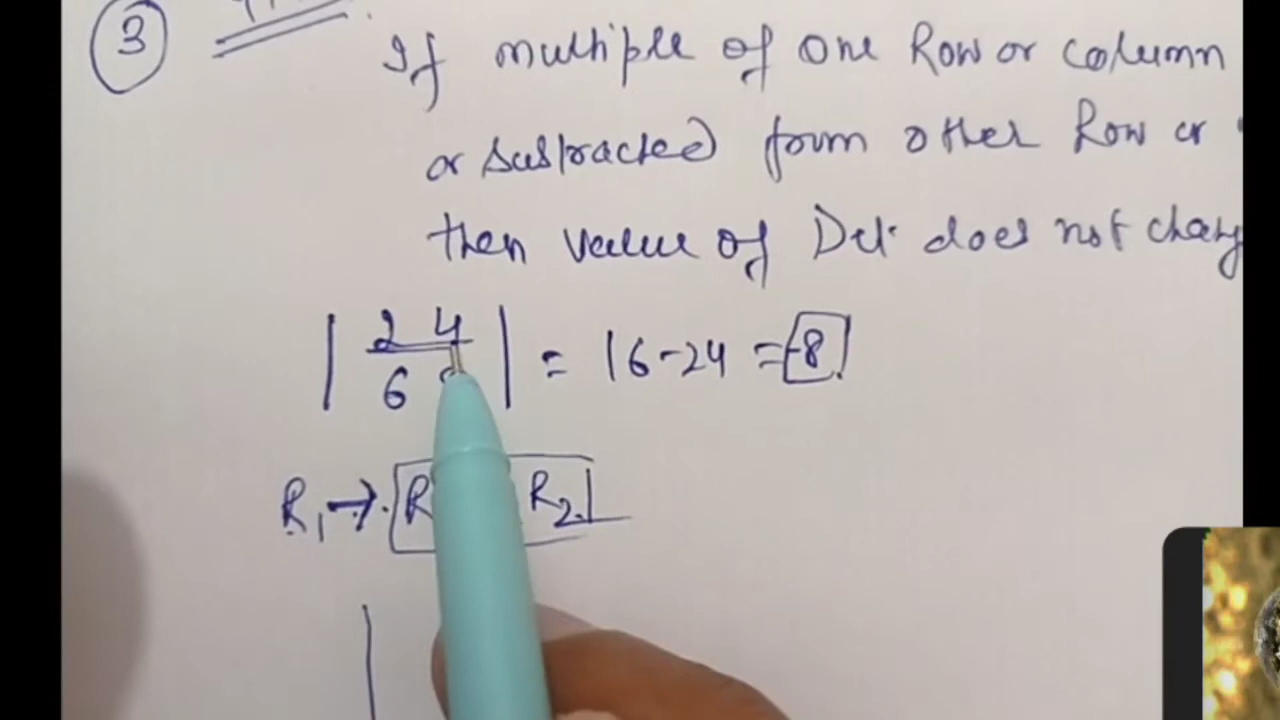 3
If multiple of one Row or column
or Subtracted from other Row or
then value of Det. does not chang
| 2 4 | = 16-24 = -8
6
R1 → R R2